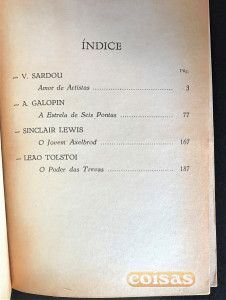 ÍNDICE
PÁG.
— V. SARDOU
Amor de Artistas ........ 3
— A. GALOPIN
A Estrela de Seis Pontas ........ 77
— SINCLAIR LEWIS
O Jovem Axelbrod ........ 167
— LEAO TOLSTOI
O Poder das Trevas ........ 187
coisas